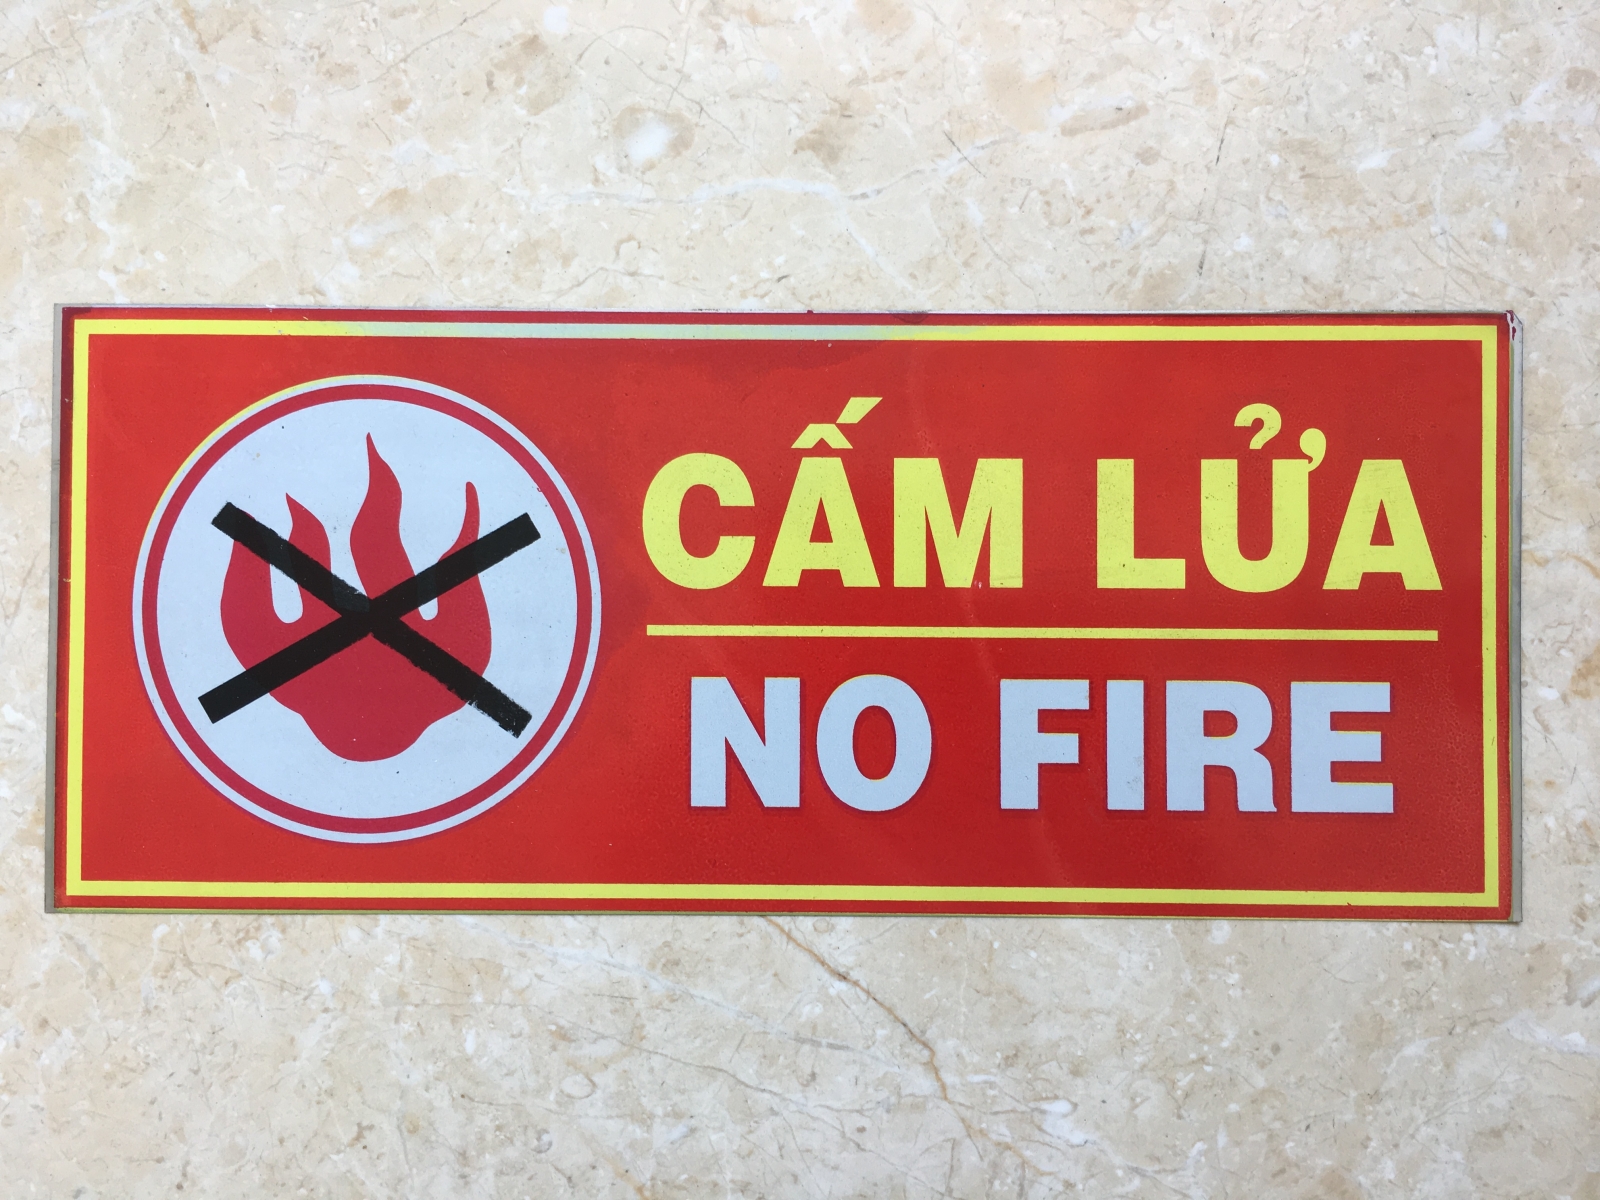 CẤM LỬA
NO FIRE